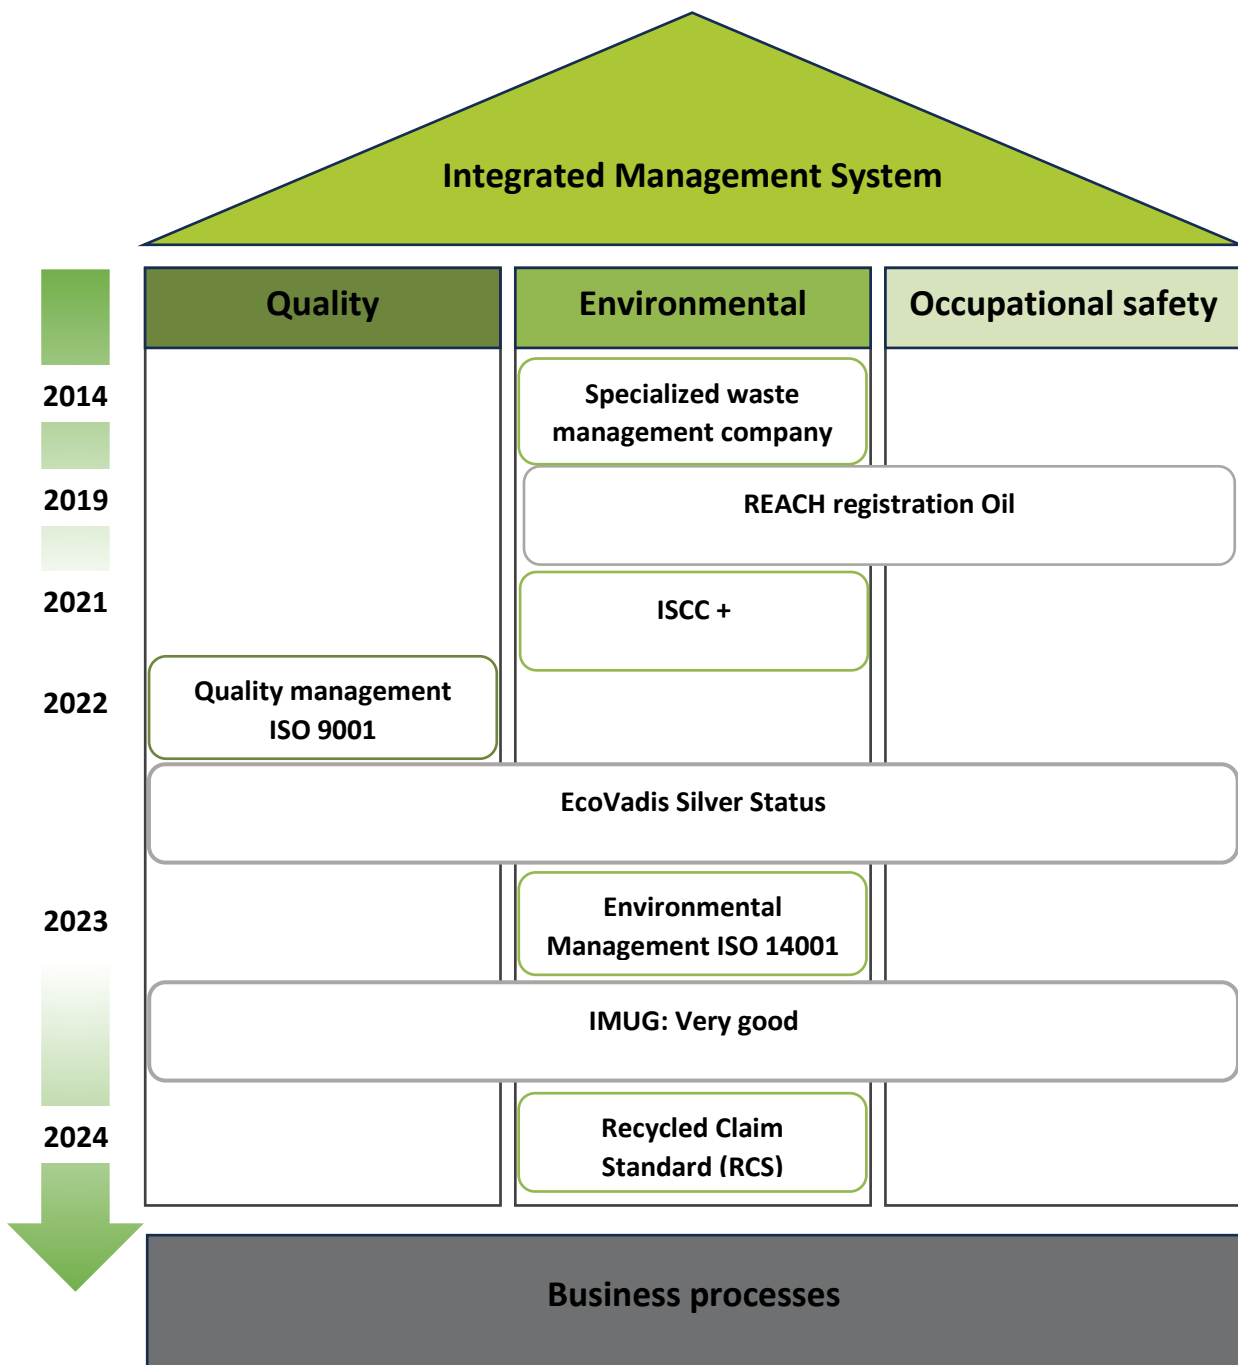 Integrated Management System
Quality
Environmental
Occupational safety
2014
Specialized waste
management company
2019
REACH registration Oil
2021
ISCC +
2022
Quality management
ISO 9001
EcoVadis Silver Status
2023
Environmental
Management ISO 14001
IMUG: Very good
2024
Recycled Claim
Standard (RCS)
Business processes